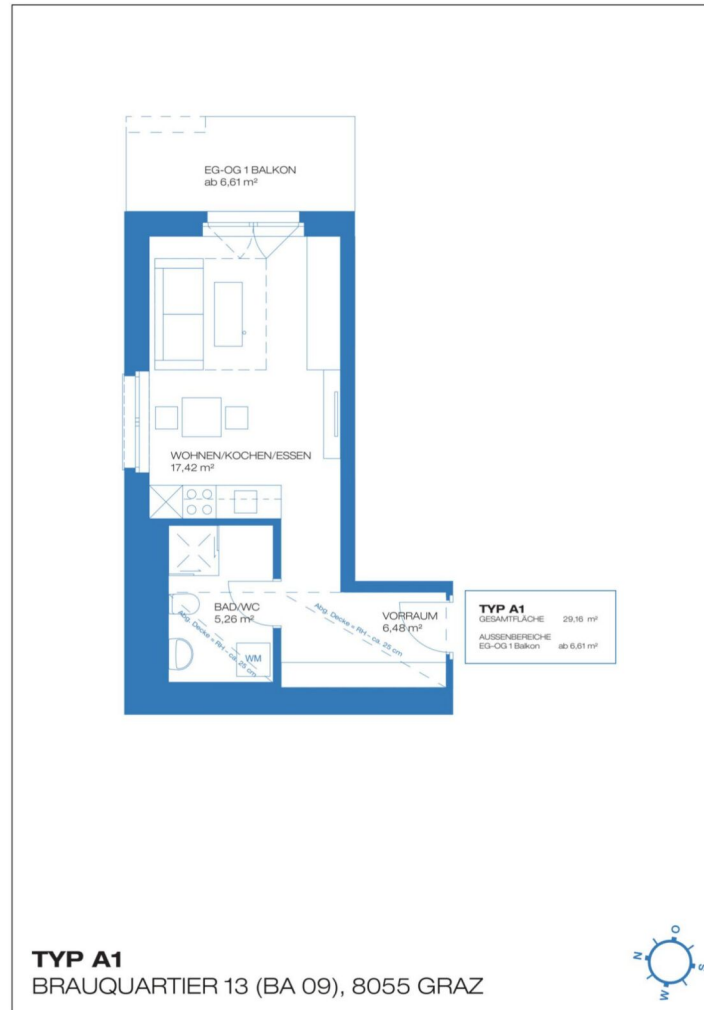 EG-OG 1 BALKON
ab 6,61 m²
WOHNEN/KOCHEN/ESSEN
17,42 m²
BAD/WC
5,26 m²
Abg. Decke = RH - ca. 25 cm
WM
Abg. Decke = RH - ca. 25 cm
VORRAUM
6,48 m²
TYP A1
GESAMTFLÄCHE 29,16 m²
AUSSENBEREICHE
EG-OG 1 Balkon ab 6,61 m²
TYP A1
BRAUQUARTIER 13 (BA 09), 8055 GRAZ
N
O
S
W